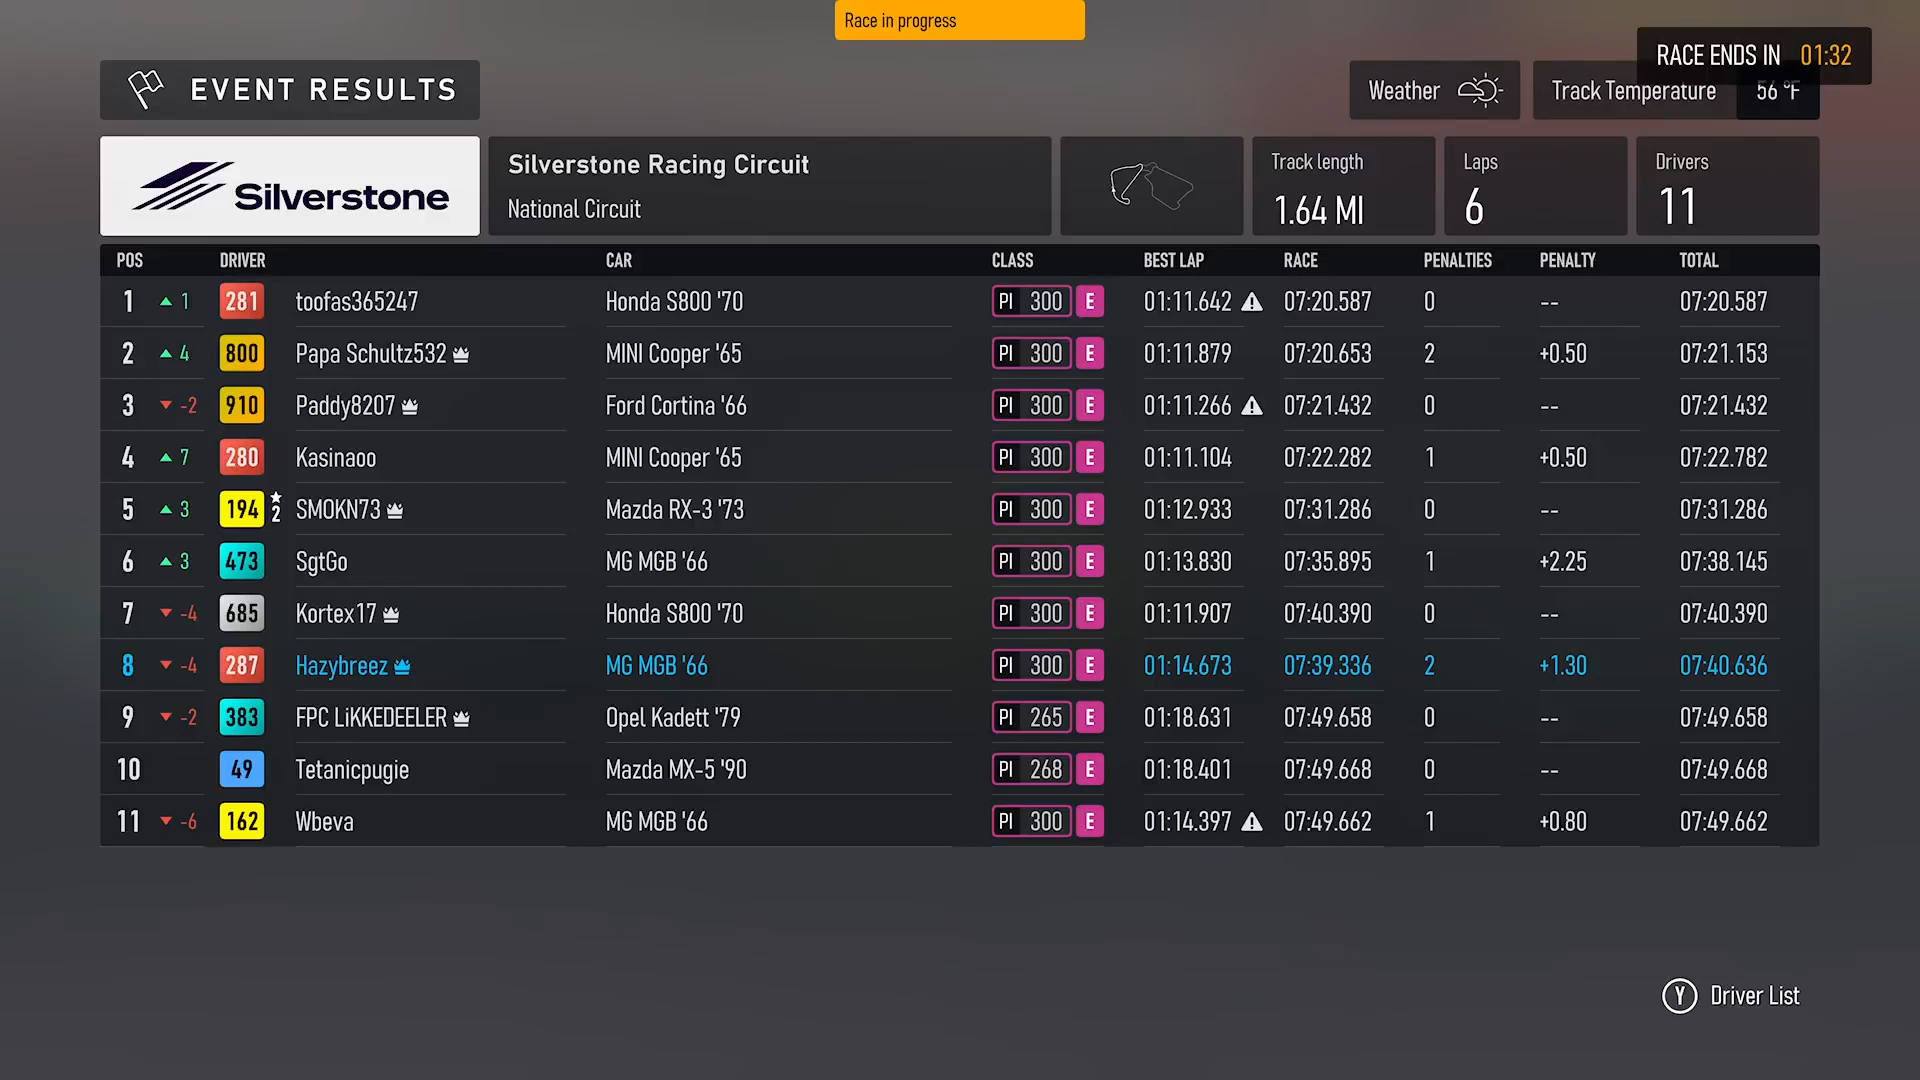 Race in progress
RACE ENDS IN 01:32
EVENT RESULTS
Weather
Track Temperature 56 °F
Silverstone
Silverstone Racing Circuit
National Circuit
Track length
1.64 MI
Laps
6
Drivers
11
POS DRIVER CAR CLASS BEST LAP RACE PENALTIES PENALTY TOTAL
1 1 281 toofas365247 Honda S800 '70 PI 300 E 01:11.642 07:20.587 0 -- 07:20.587
2 4 800 Papa Schultz532 MINI Cooper '65 PI 300 E 01:11.879 07:20.653 2 +0.50 07:21.153
3 -2 910 Paddy8207 Ford Cortina '66 PI 300 E 01:11.266 07:21.432 0 -- 07:21.432
4 7 280 Kasinaoo MINI Cooper '65 PI 300 E 01:11.104 07:22.282 1 +0.50 07:22.782
5 3 194 2 SMOKN73 Mazda RX-3 '73 PI 300 E 01:12.933 07:31.286 0 -- 07:31.286
6 3 473 SgtGo MG MGB '66 PI 300 E 01:13.830 07:35.895 1 +2.25 07:38.145
7 -4 685 Kortex17 Honda S800 '70 PI 300 E 01:11.907 07:40.390 0 -- 07:40.390
8 -4 287 Hazybreez MG MGB '66 PI 300 E 01:14.673 07:39.336 2 +1.30 07:40.636
9 -2 383 FPC LiKKEDEELER Opel Kadett '79 PI 265 E 01:18.631 07:49.658 0 -- 07:49.658
10 49 Tetanicpugie Mazda MX-5 '90 PI 268 E 01:18.401 07:49.668 0 -- 07:49.668
11 -6 162 Wbeva MG MGB '66 PI 300 E 01:14.397 07:49.662 1 +0.80 07:49.662
Y Driver List